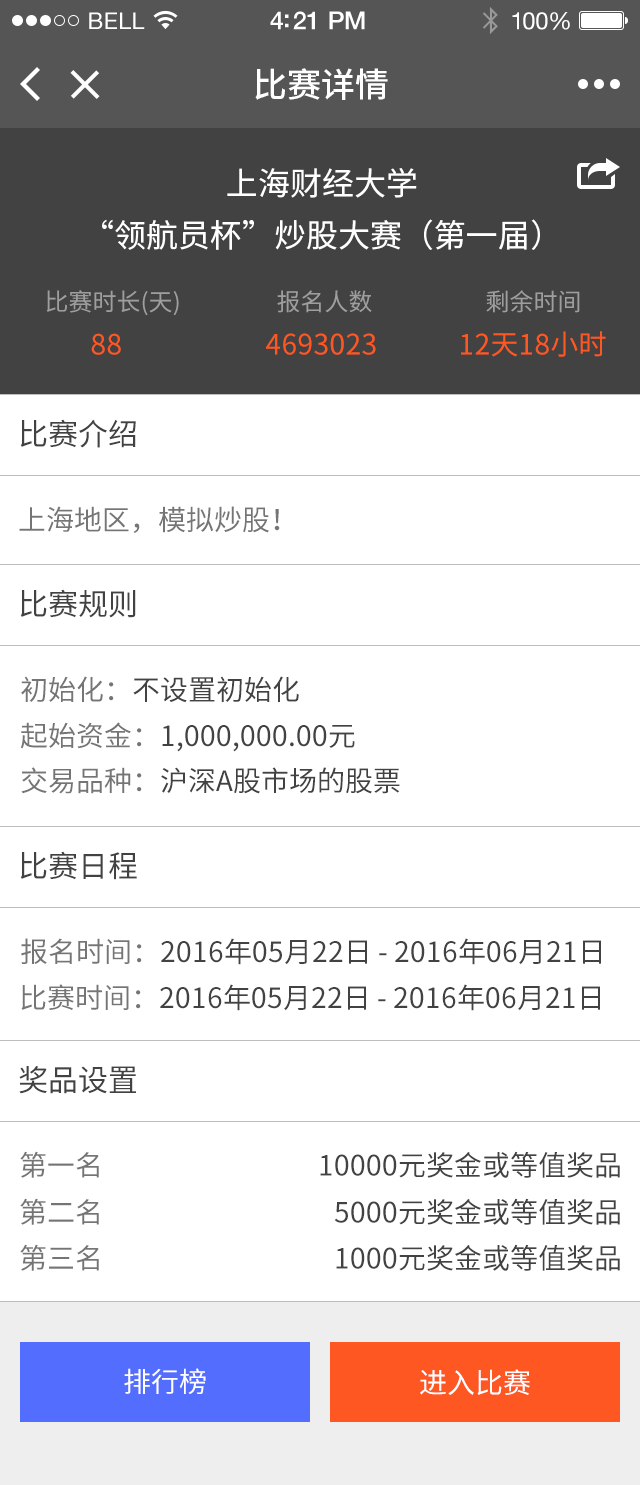 BELL 4:21 PM 100%
比赛详情
上海财经大学
“领航员杯”炒股大赛（第一届）
比赛时长(天) 报名人数 剩余时间
88 4693023 12天18小时
比赛介绍
上海地区，模拟炒股！
比赛规则
初始化：不设置初始化
起始资金：1,000,000.00元
交易品种：沪深A股市场的股票
比赛日程
报名时间：2016年05月22日 - 2016年06月21日
比赛时间：2016年05月22日 - 2016年06月21日
奖品设置
第一名 10000元奖金或等值奖品
第二名 5000元奖金或等值奖品
第三名 1000元奖金或等值奖品
排行榜 进入比赛